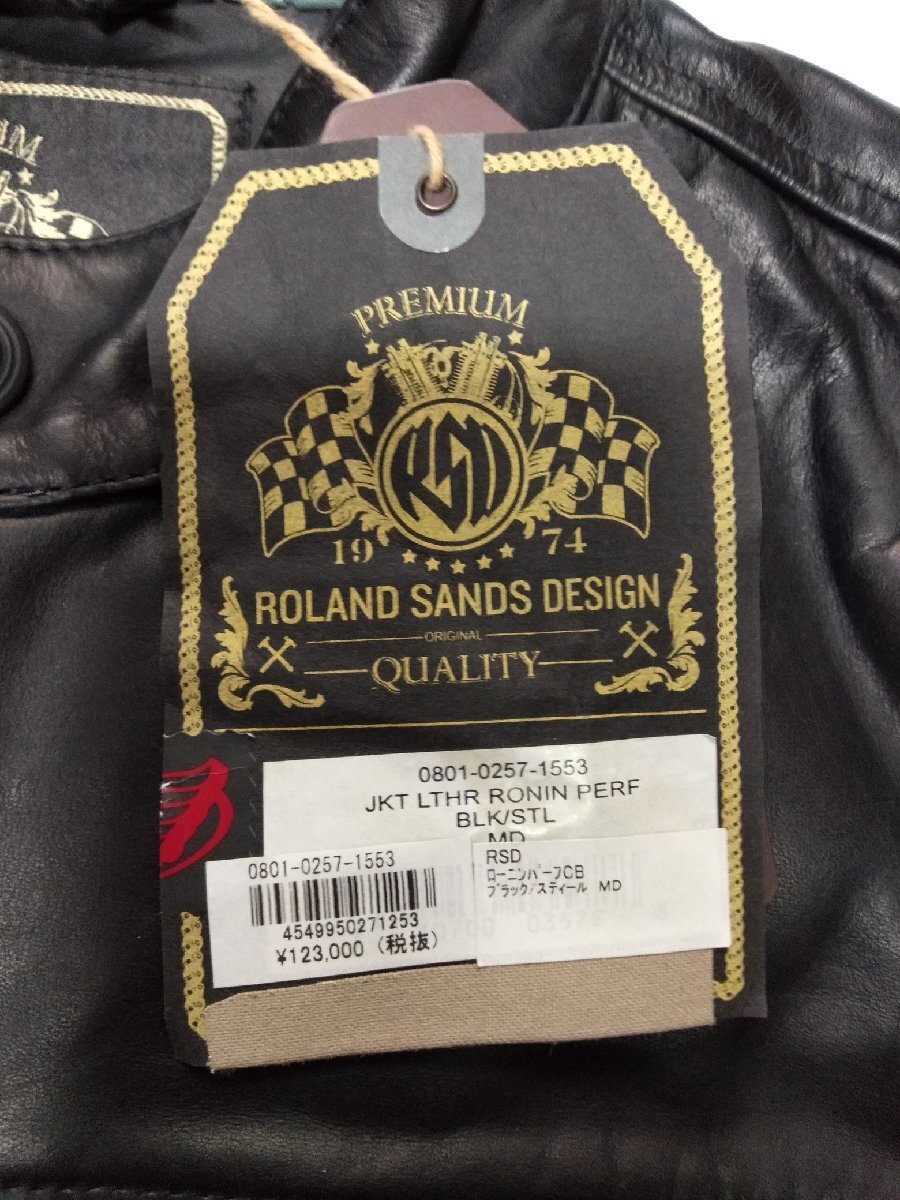 IUM
PREMIUM
RSD
19 74
ROLAND SANDS DESIGN
ORIGINAL
QUALITY
0801-0257-1553
JKT LTHR RONIN PERF
BLK/STL
MD
0801-0257-1553
4549950271253
¥123,000 (税抜)
RSD
ローニンパーフCB
ブラック/スティール MD